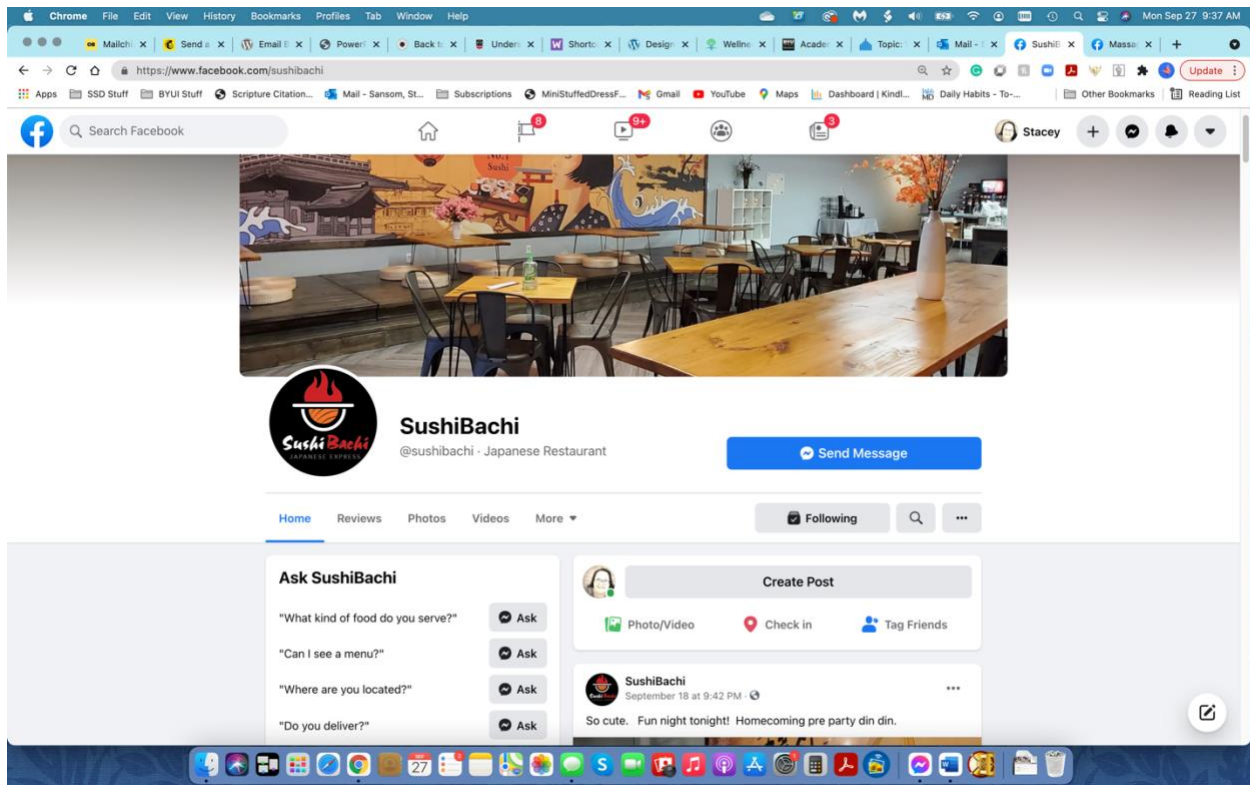 Chrome File Edit View History Bookmarks Profiles Tab Window Help Mon Sep 27 9:37 AM
Mailchi Send a Email E Power Back to Under Shortc Design Wellne Acade Topic: Mail - SushiB Massa
https://www.facebook.com/sushibachi Update
Apps SSD Stuff BYUI Stuff Scripture Citation... Mail - Sansom, St... Subscriptions MiniStuffedDressF... Gmail YouTube Maps Dashboard | Kindl... Daily Habits - To-... Other Bookmarks Reading List
Search Facebook 8 9+ 3 Stacey
No.1
Sushi
Sushi Bachi
JAPANESE EXPRESS
SushiBachi
@sushibachi · Japanese Restaurant
Send Message
Home Reviews Photos Videos More Following
Ask SushiBachi
"What kind of food do you serve?" Ask
"Can I see a menu?" Ask
"Where are you located?" Ask
"Do you deliver?" Ask
Create Post
Photo/Video Check in Tag Friends
SushiBachi
September 18 at 9:42 PM ·
So cute. Fun night tonight! Homecoming pre party din din.
27